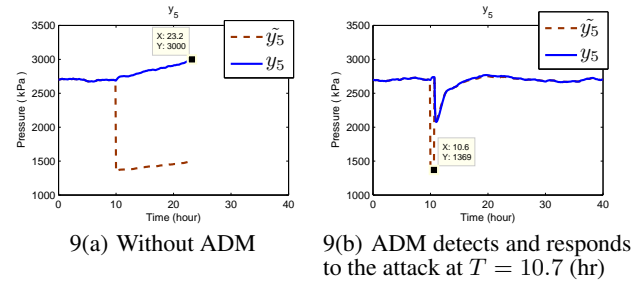 y₅
3500
3000
2500
2000
1500
1000
Pressure ( kPa )
0 10 20 30 40
Time (hour)
X: 23.2
Y: 3000
ỹ₅
y₅
9(a) Without ADM
y₅
3500
3000
2500
2000
1500
1000
Pressure ( kPa )
0 10 20 30 40
Time (hour)
X: 10.6
Y: 1369
ỹ₅
y₅
9(b) ADM detects and responds
to the attack at T = 10.7 (hr)